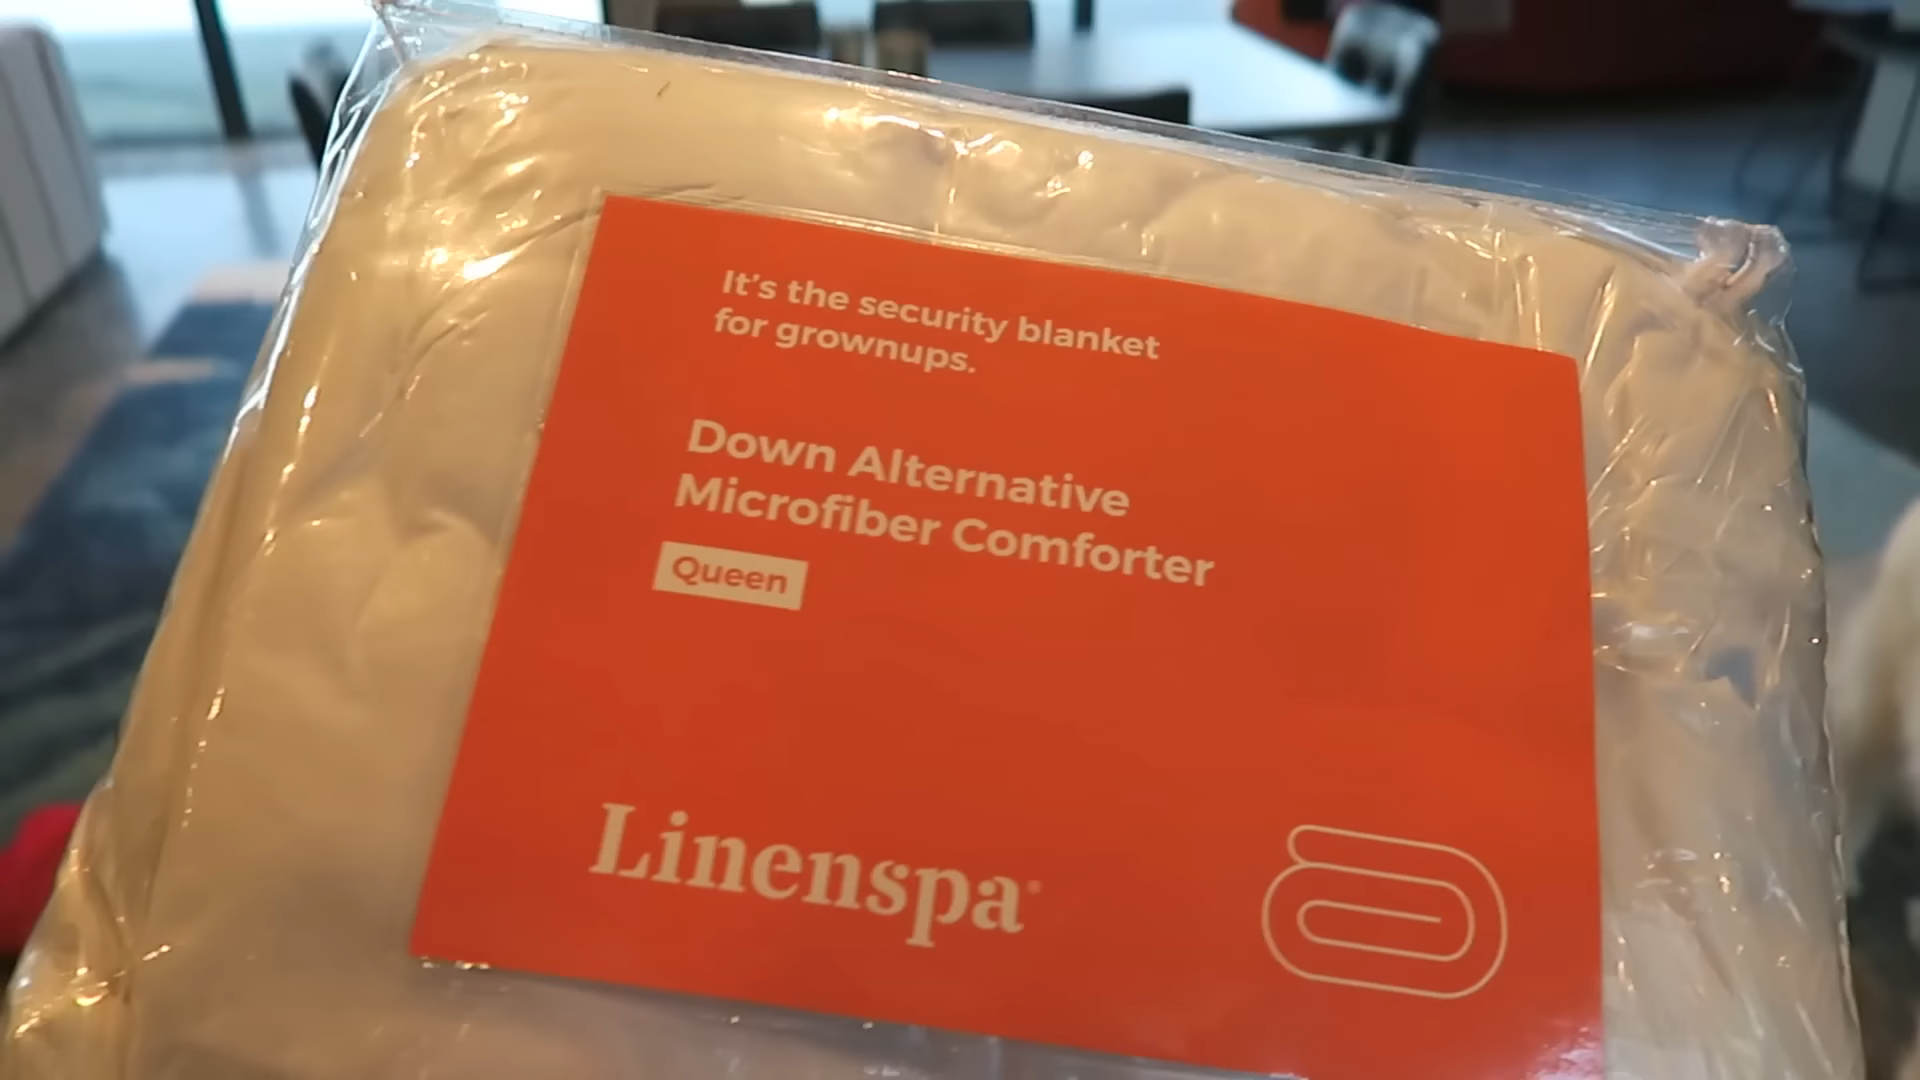 It's the security blanket
for grownups.
Down Alternative
Microfiber Comforter
Queen
Linenspa